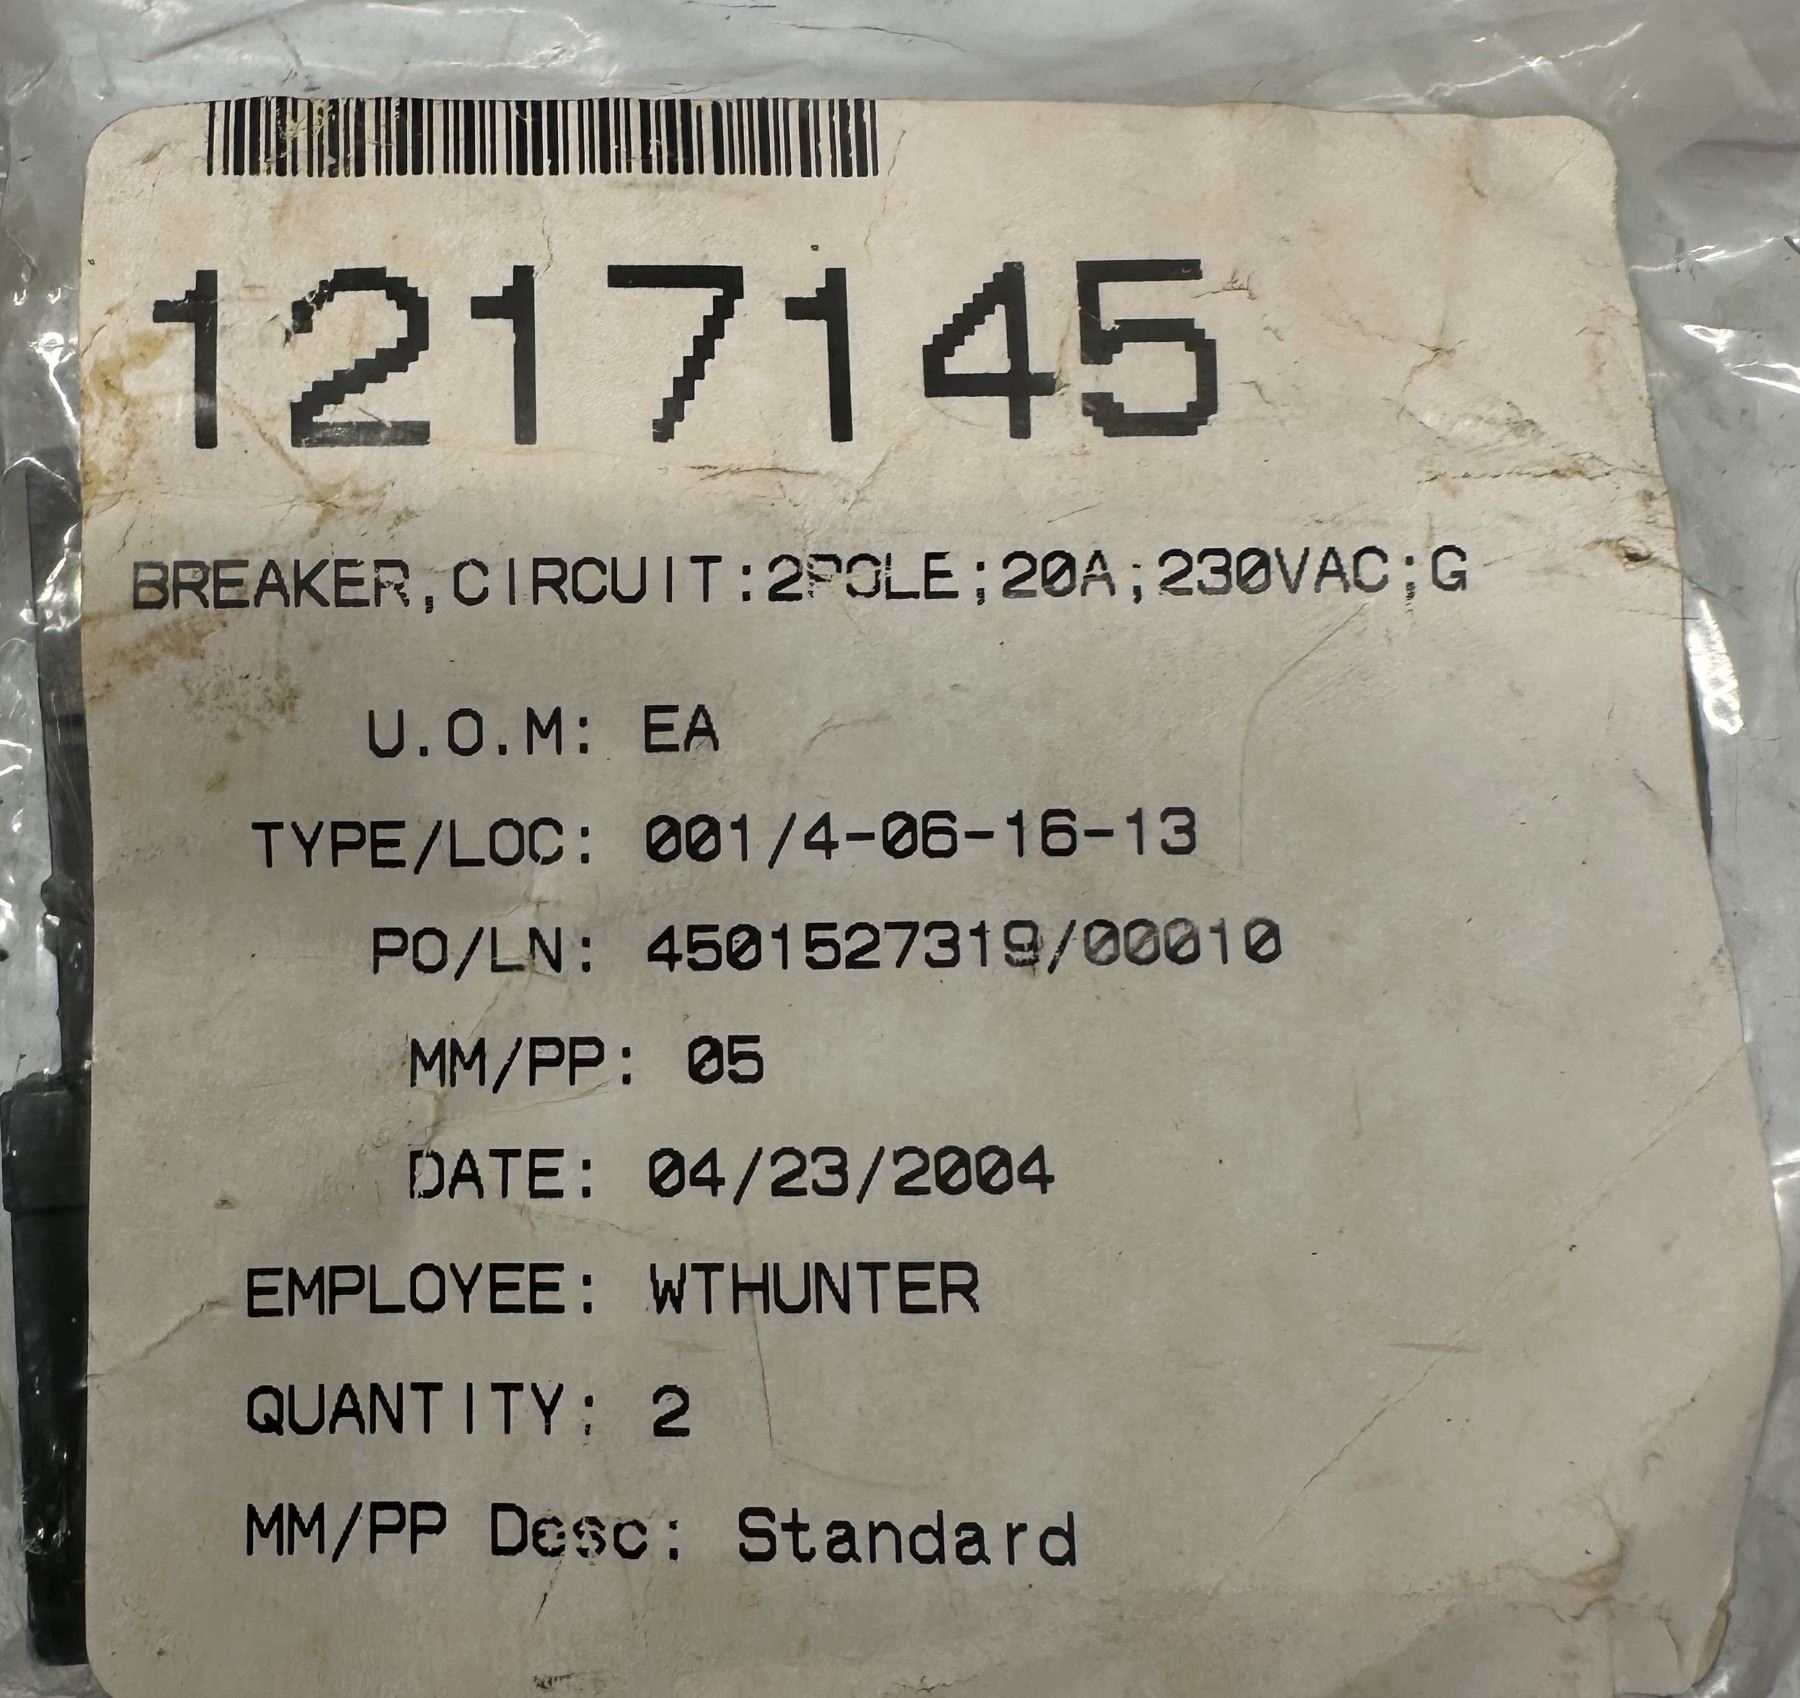 1217145
BREAKER,CIRCUIT:2POLE;20A;230VAC;G
U.O.M: EA
TYPE/LOC: 001/4-06-16-13
PO/LN: 4501527319/00010
MM/PP: 05
DATE: 04/23/2004
EMPLOYEE: WTHUNTER
QUANTITY: 2
MM/PP Desc: Standard